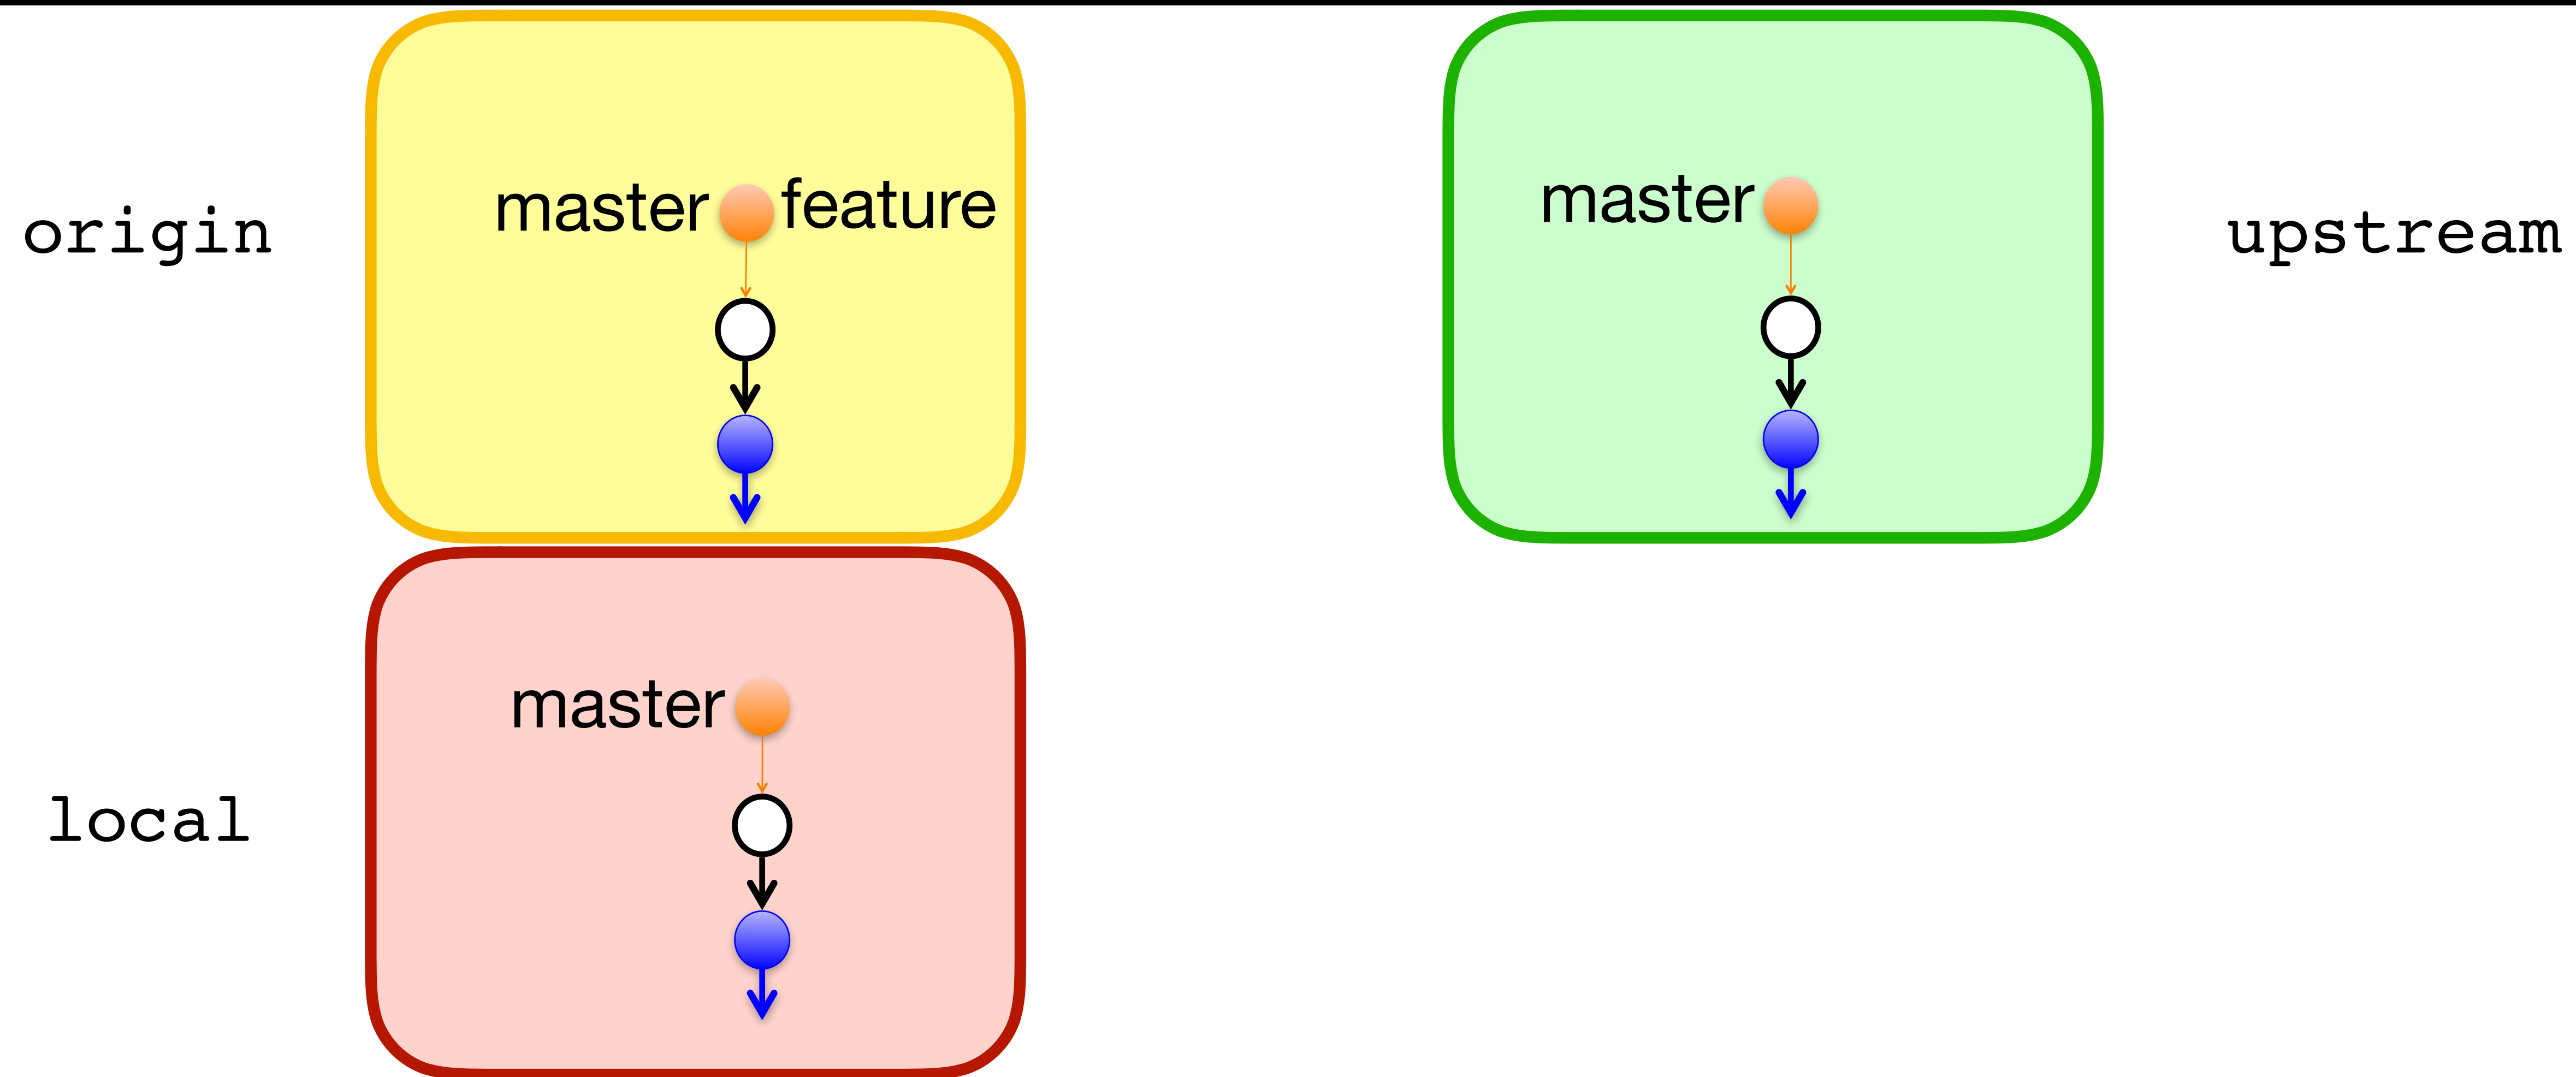 origin
master feature
master
upstream
local
master